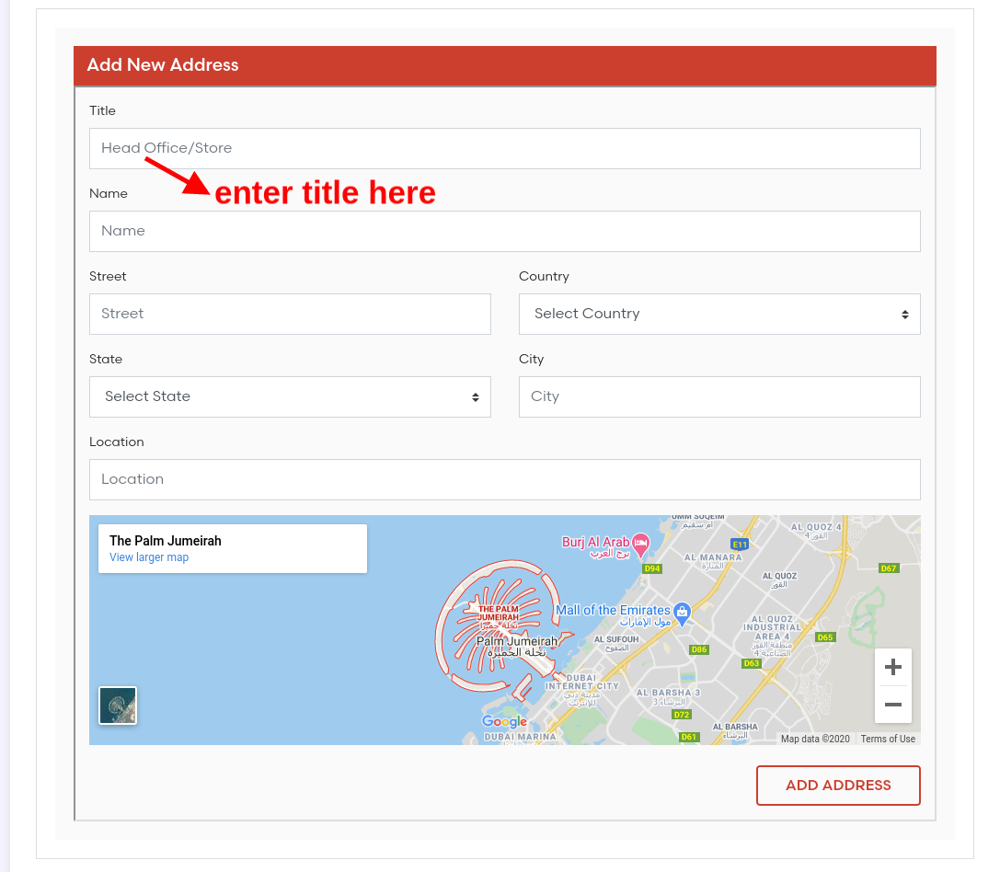 Add New Address
Title
Head Office/Store
enter title here
Name
Name
Street
Country
Street
Select Country
State
City
Select State
City
Location
Location
The Palm Jumeirah
View larger map
UMM SUQEIM
أم سقيم
Burj Al Arab
برج العرب
E11
AL QUOZ 4
القوز 4
AL MANARA
المنارة
D94
D67
AL QUOZ
القوز
THE PALM
JUMEIRAH
نخلة جميرا
Mall of the Emirates
مول الإمارات
AL QUOZ
INDUSTRIAL
AREA 4
منطقة القوز
الصناعية 4
Palm Jumeirah
نخلة الجميرة
AL SUFOUH
الصفوح
D65
D86
D63
DUBAI
INTERNET CITY
مدينة دبي
للإنترنت
AL BARSHA 3
البرشاء 3
D72
Google
DUBAI MARINA
D61
AL BARSHA
البرشاء
Map data ©2020
Terms of Use
ADD ADDRESS